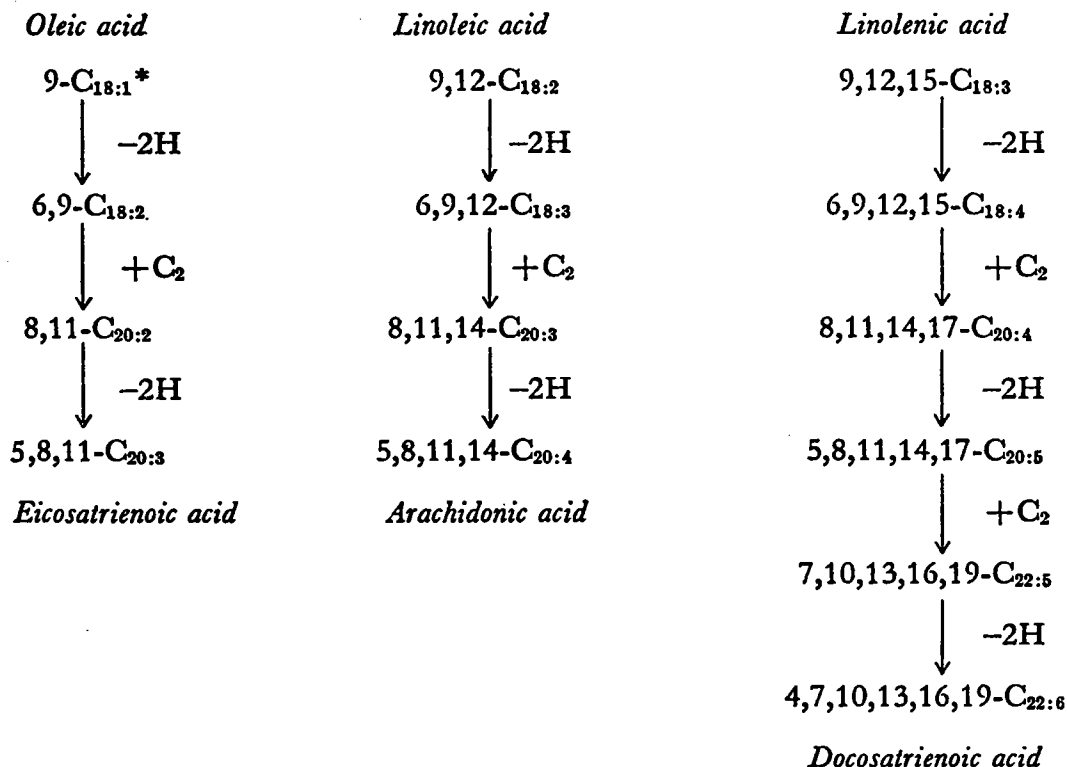 Oleic acid Linoleic acid Linolenic acid
9-C18:1* 9,12-C18:2 9,12,15-C18:3
–2H –2H –2H
6,9-C18:2. 6,9,12-C18:3 6,9,12,15-C18:4
+C2 +C2 +C2
8,11-C20:2 8,11,14-C20:3 8,11,14,17-C20:4
–2H –2H –2H
5,8,11-C20:3 5,8,11,14-C20:4 5,8,11,14,17-C20:5
Eicosatrienoic acid Arachidonic acid
+C2
7,10,13,16,19-C22:5
–2H
4,7,10,13,16,19-C22:6
Docosatrienoic acid